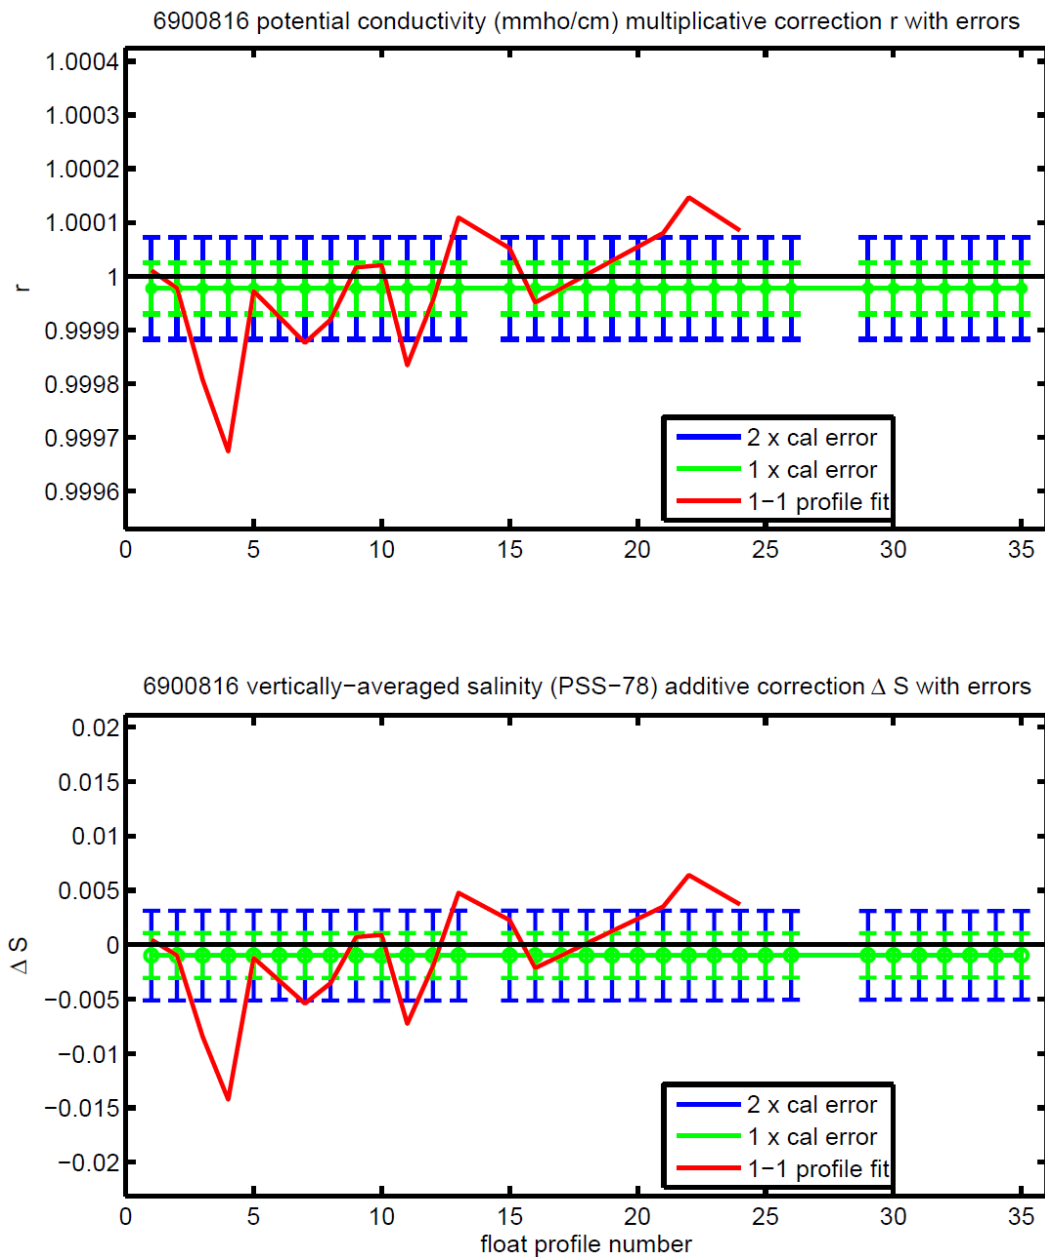 6900816 potential conductivity (mmho/cm) multiplicative correction r with errors
1.0004
1.0003
1.0002
1.0001
1
0.9999
0.9998
0.9997
0.9996
r
2 x cal error
1 x cal error
1−1 profile fit
0 5 10 15 20 25 30 35
6900816 vertically−averaged salinity (PSS−78) additive correction Δ S with errors
0.02
0.015
0.01
0.005
0
−0.005
−0.01
−0.015
−0.02
Δ S
2 x cal error
1 x cal error
1−1 profile fit
0 5 10 15 20 25 30 35
float profile number